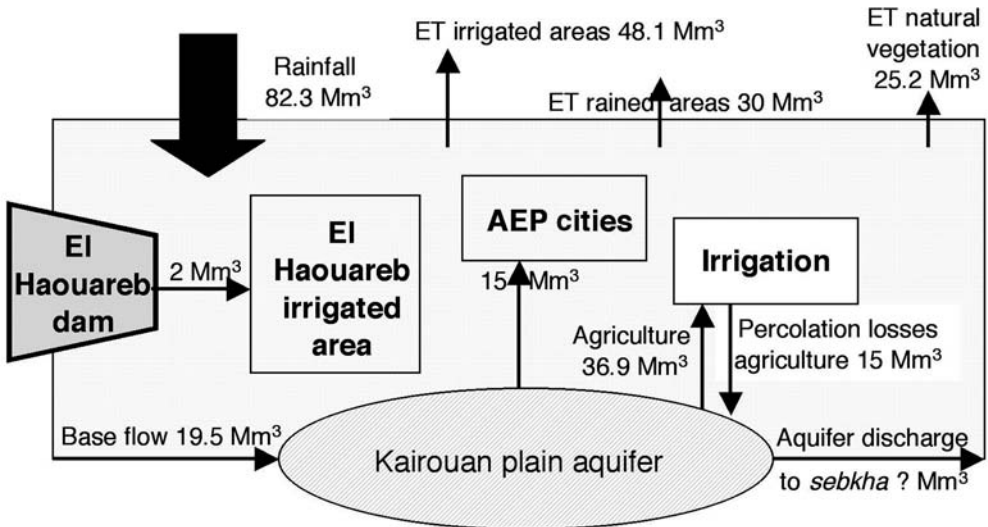 ET irrigated areas 48.1 Mm³
ET natural
vegetation
25.2 Mm³
Rainfall
82.3 Mm³
ET rained areas 30 Mm³
El
Haouareb
dam
2 Mm³
El
Haouareb
irrigated
area
AEP cities
15 Mm³
Irrigation
Agriculture
36.9 Mm³
Percolation losses
agriculture 15 Mm³
Base flow 19.5 Mm³
Kairouan plain aquifer
Aquifer discharge
to sebkha ? Mm³